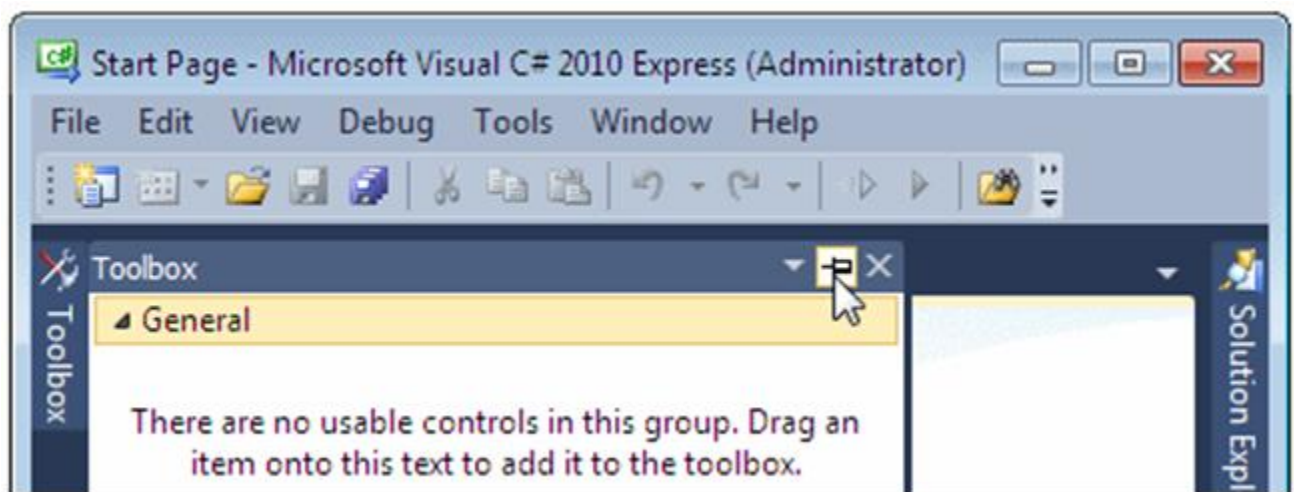 C#
Start Page - Microsoft Visual C# 2010 Express (Administrator)
File Edit View Debug Tools Window Help
Toolbox
Toolbox
General
There are no usable controls in this group. Drag an
item onto this text to add it to the toolbox.
Solution Expl